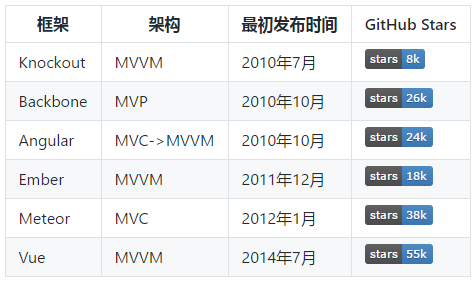 框架 架构 最初发布时间 GitHub Stars
Knockout MVVM 2010年7月 stars 8k
Backbone MVP 2010年10月 stars 26k
Angular MVC->MVVM 2010年10月 stars 24k
Ember MVVM 2011年12月 stars 18k
Meteor MVC 2012年1月 stars 38k
Vue MVVM 2014年7月 stars 55k